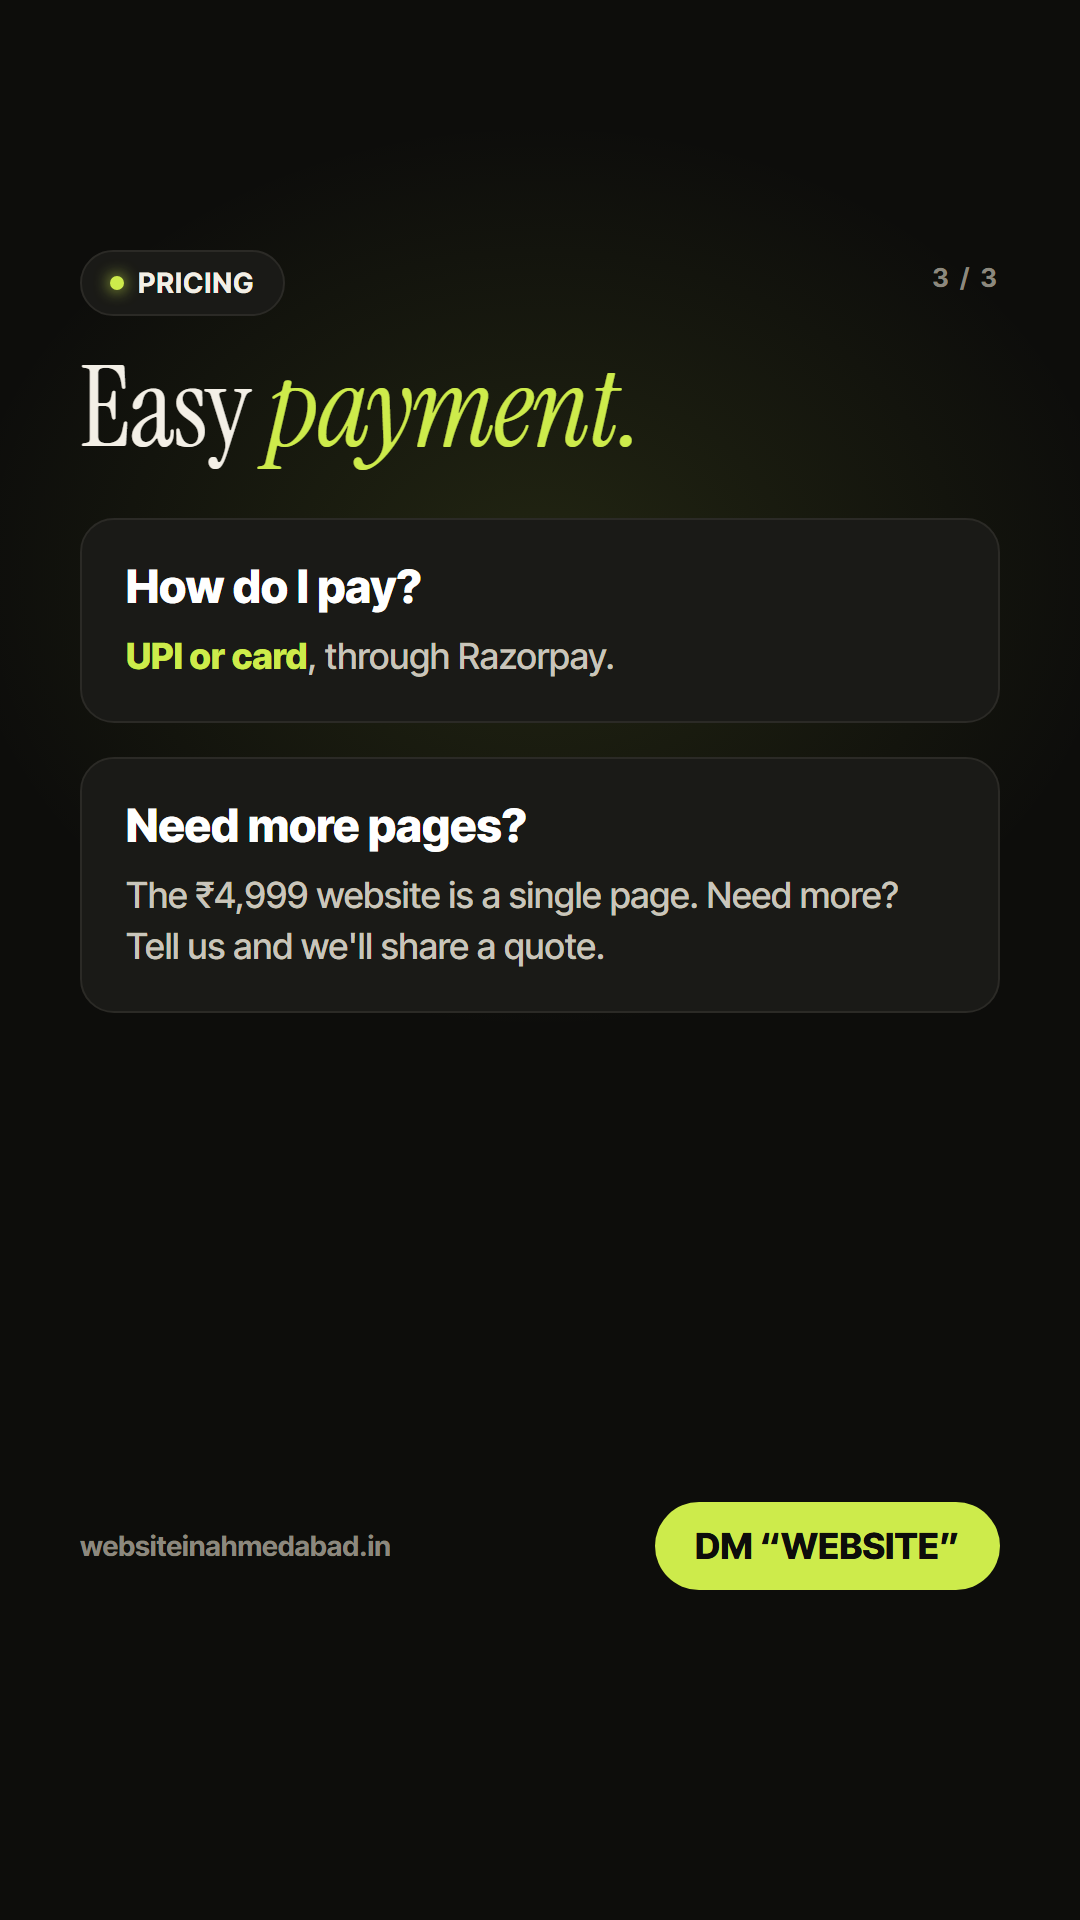 PRICING
3 / 3
Easy payment.
How do I pay?
UPI or card, through Razorpay.
Need more pages?
The ₹4,999 website is a single page. Need more?
Tell us and we'll share a quote.
websiteinahmedabad.in
DM “WEBSITE”